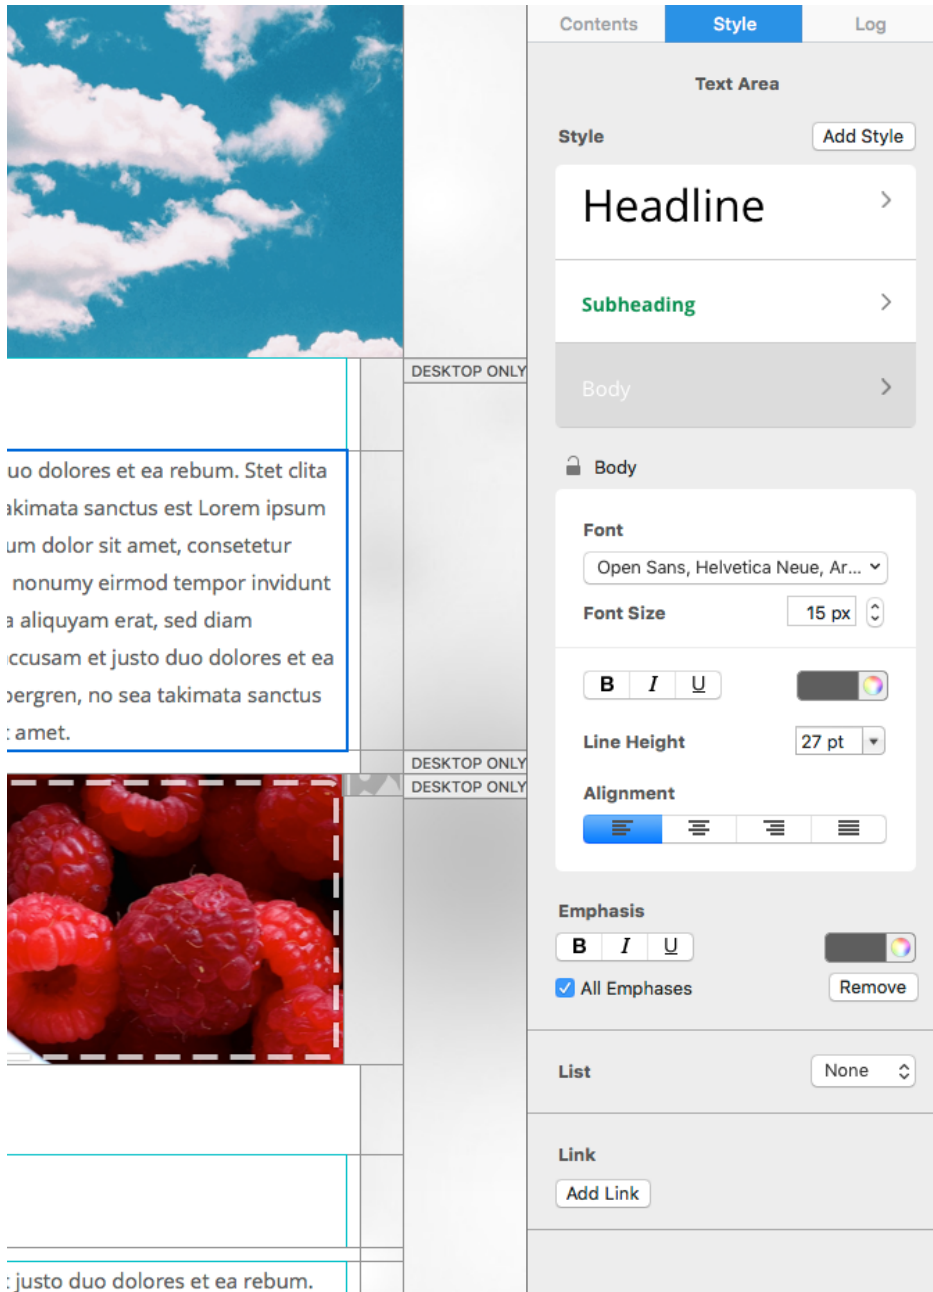 Contents
Style
Log
Text Area
Style
Add Style
Headline
Subheading
Body
Body
Font
Open Sans, Helvetica Neue, Ar...
Font Size
15 px
B I U
Line Height
27 pt
Alignment
Emphasis
B I U
All Emphases
Remove
List
None
Link
Add Link
DESKTOP ONLY
uo dolores et ea rebum. Stet clita
akimata sanctus est Lorem ipsum
um dolor sit amet, consetetur
nonumy eirmod tempor invidunt
a aliquyam erat, sed diam
accusam et justo duo dolores et ea
bergren, no sea takimata sanctus
t amet.
DESKTOP ONLY
DESKTOP ONLY
t justo duo dolores et ea rebum.